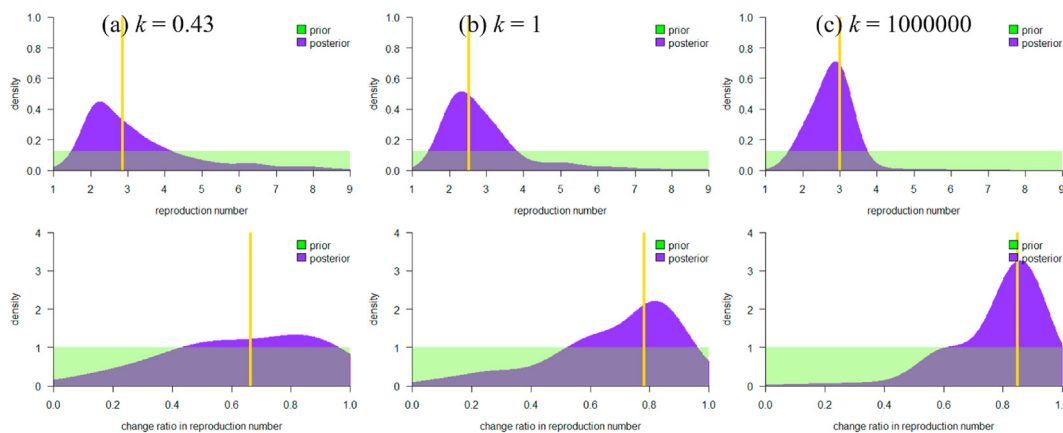 (a) k = 0.43
1.0
0.8
0.6
0.4
0.2
0.0
density
prior
posterior
1 2 3 4 5 6 7 8 9
reproduction number
(b) k = 1
1.0
0.8
0.6
0.4
0.2
0.0
density
prior
posterior
1 2 3 4 5 6 7 8 9
reproduction number
(c) k = 1000000
1.0
0.8
0.6
0.4
0.2
0.0
density
prior
posterior
1 2 3 4 5 6 7 8 9
reproduction number
4
3
2
1
0
density
prior
posterior
0.0 0.2 0.4 0.6 0.8 1.0
change ratio in reproduction number
4
3
2
1
0
density
prior
posterior
0.0 0.2 0.4 0.6 0.8 1.0
change ratio in reproduction number
4
3
2
1
0
density
prior
posterior
0.0 0.2 0.4 0.6 0.8 1.0
change ratio in reproduction number